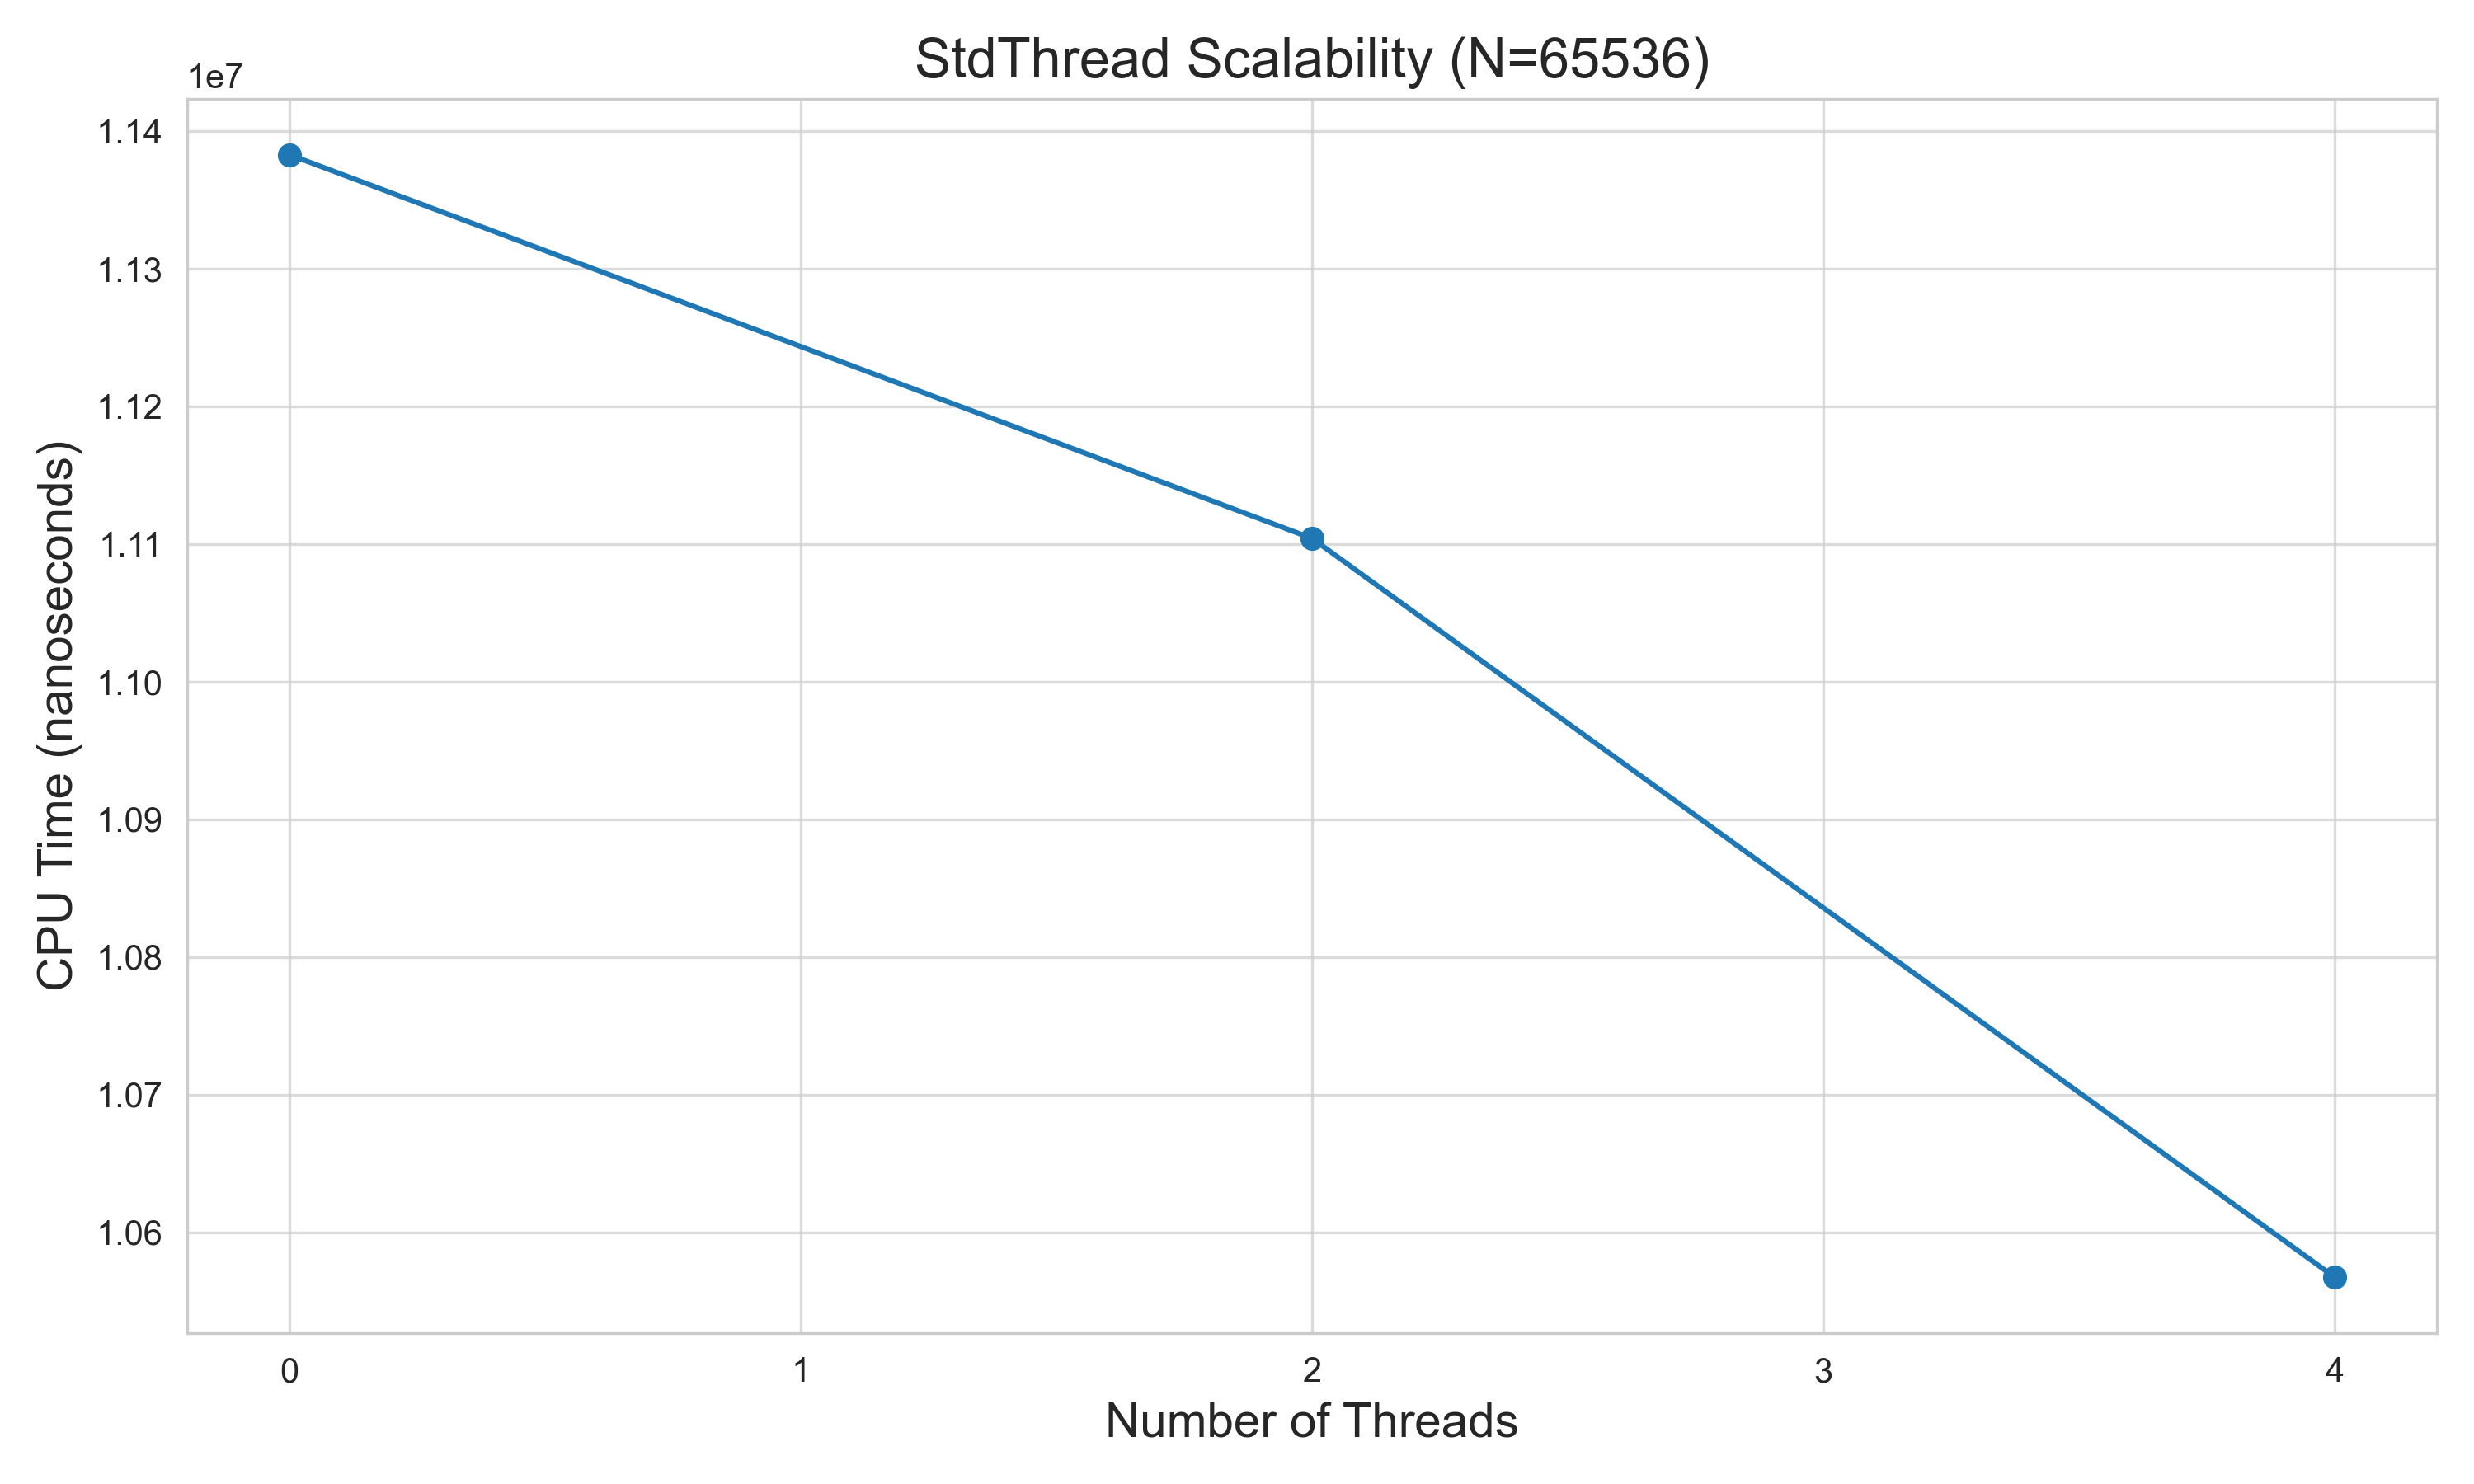 StdThread Scalability (N=65536)
1e7
1.14
1.13
1.12
1.11
1.10
1.09
1.08
1.07
1.06
CPU Time (nanoseconds)
0 1 2 3 4
Number of Threads